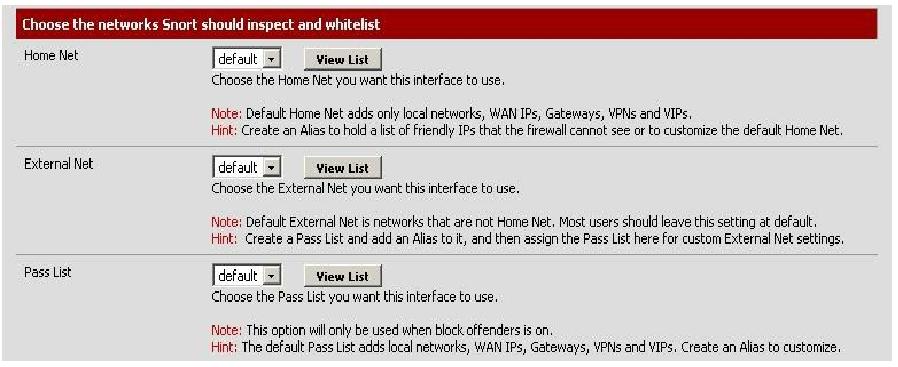 Choose the networks Snort should inspect and whitelist
Home Net
default
View List
Choose the Home Net you want this interface to use.
Note: Default Home Net adds only local networks, WAN IPs, Gateways, VPNs and VIPs.
Hint: Create an Alias to hold a list of friendly IPs that the firewall cannot see or to customize the default Home Net.
External Net
default
View List
Choose the External Net you want this interface to use.
Note: Default External Net is networks that are not Home Net. Most users should leave this setting at default.
Hint: Create a Pass List and add an Alias to it, and then assign the Pass List here for custom External Net settings.
Pass List
default
View List
Choose the Pass List you want this interface to use.
Note: This option will only be used when block offenders is on.
Hint: The default Pass List adds local networks, WAN IPs, Gateways, VPNs and VIPs. Create an Alias to customize.